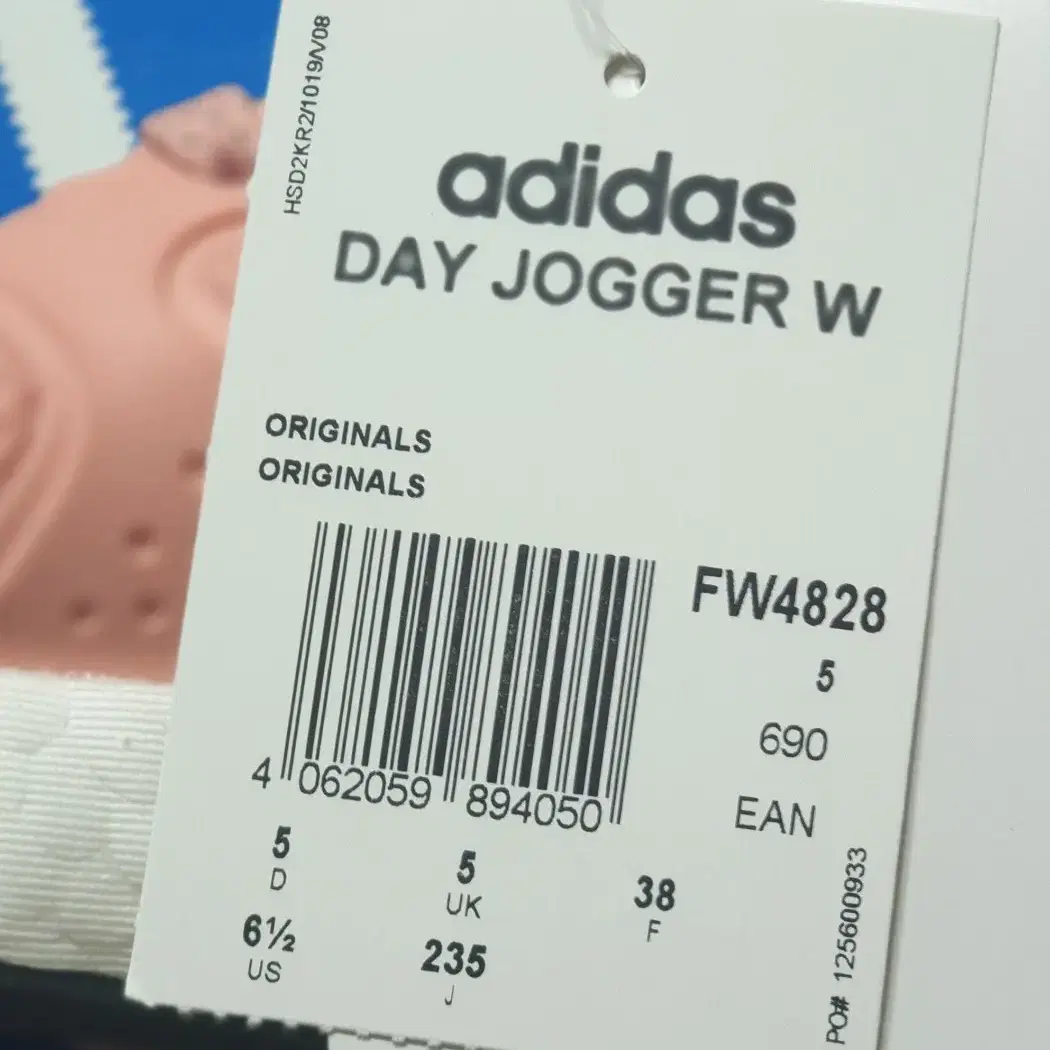 HSD2KR2/1019/V08
adidas
DAY JOGGER W
ORIGINALS
ORIGINALS
FW4828
5
690
EAN
4 062059 894050
5
D
5
UK
38
F
6½
US
235
J
PO# 125600933